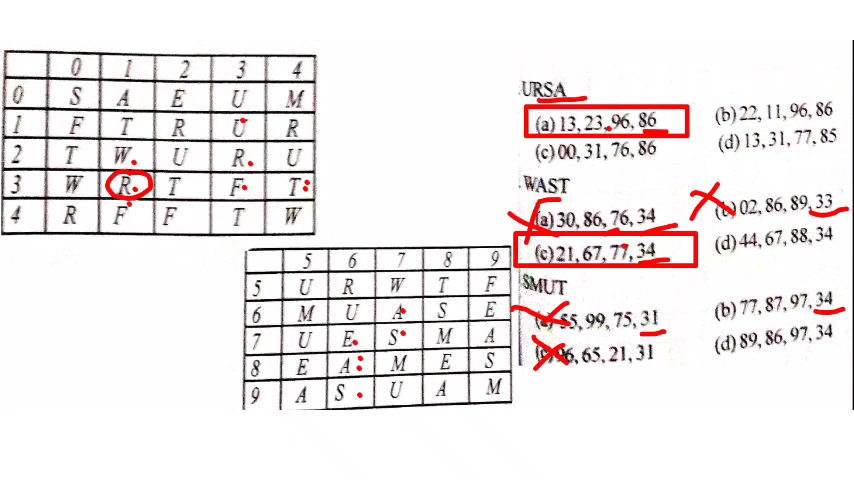 0 1 2 3 4
0 S A E U M
1 F T R U R
2 T W U R U
3 W R T F T
4 R F F T W
5 6 7 8 9
5 U R W T F
6 M U A S E
7 U E S M A
8 E A M E S
9 A S U A M
URSA
(a) 13, 23, 96, 86 (b) 22, 11, 96, 86
(c) 00, 31, 76, 86 (d) 13, 31, 77, 85
WAST
(a) 30, 86, 76, 34 (b) 02, 86, 89, 33
(c) 21, 67, 77, 34 (d) 44, 67, 88, 34
SMUT
55, 99, 75, 31 (b) 77, 87, 97, 34
96, 65, 21, 31 (d) 89, 86, 97, 34